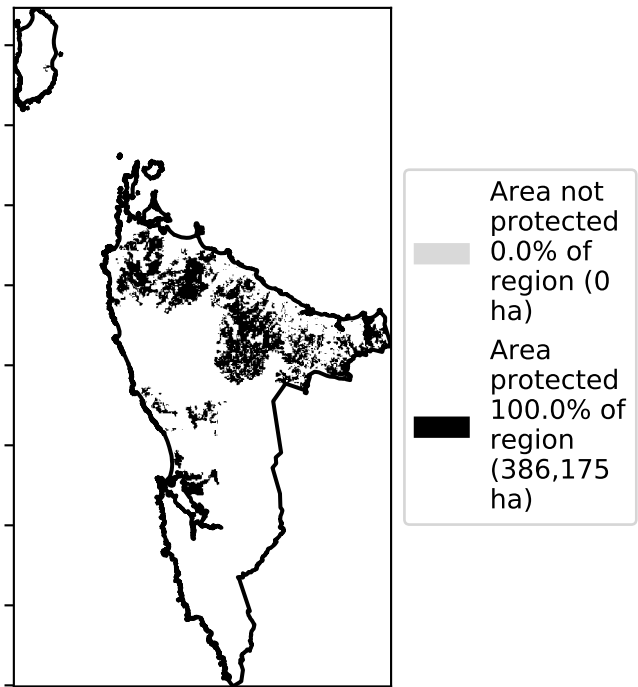 Area not
protected
0.0% of
region (0
ha)
Area
protected
100.0% of
region
(386,175
ha)